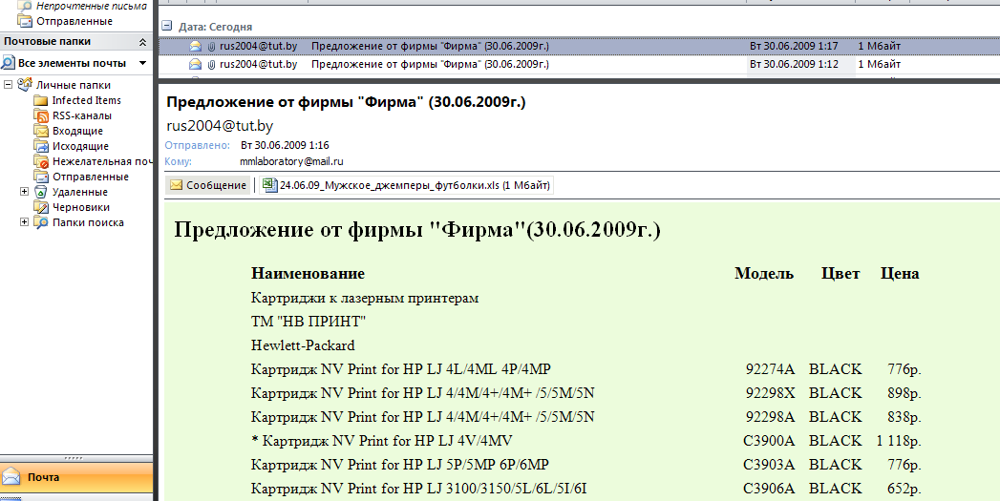 Непрочтенные письма
Отправленные
Почтовые папки
Все элементы почты
Личные папки
Infected Items
RSS-каналы
Входящие
Исходящие
Нежелательная поч
Отправленные
Удаленные
Черновики
Папки поиска
Почта
Дата: Сегодня
rus2004@tut.by Предложение от фирмы "Фирма" (30.06.2009г.) Вт 30.06.2009 1:17 1 Мбайт
rus2004@tut.by Предложение от фирмы "Фирма" (30.06.2009г.) Вт 30.06.2009 1:12 1 Мбайт
Предложение от фирмы "Фирма" (30.06.2009г.)
rus2004@tut.by
Отправлено: Вт 30.06.2009 1:16
Кому: mmlaboratory@mail.ru
Сообщение 24.06.09_Мужское_джемперы_футболки.xls (1 Мбайт)
Предложение от фирмы "Фирма"(30.06.2009г.)
Наименование Модель Цвет Цена
Картриджи к лазерным принтерам
ТМ "НВ ПРИНТ"
Hewlett-Packard
Картридж NV Print for HP LJ 4L/4ML 4P/4MP 92274A BLACK 776р.
Картридж NV Print for HP LJ 4/4M/4+/4M+ /5/5M/5N 92298X BLACK 898р.
Картридж NV Print for HP LJ 4/4M/4+/4M+ /5/5M/5N 92298A BLACK 838р.
* Картридж NV Print for HP LJ 4V/4MV C3900A BLACK 1 118р.
Картридж NV Print for HP LJ 5P/5MP 6P/6MP C3903A BLACK 776р.
Картридж NV Print for HP LJ 3100/3150/5L/6L/5I/6I C3906A BLACK 652р.